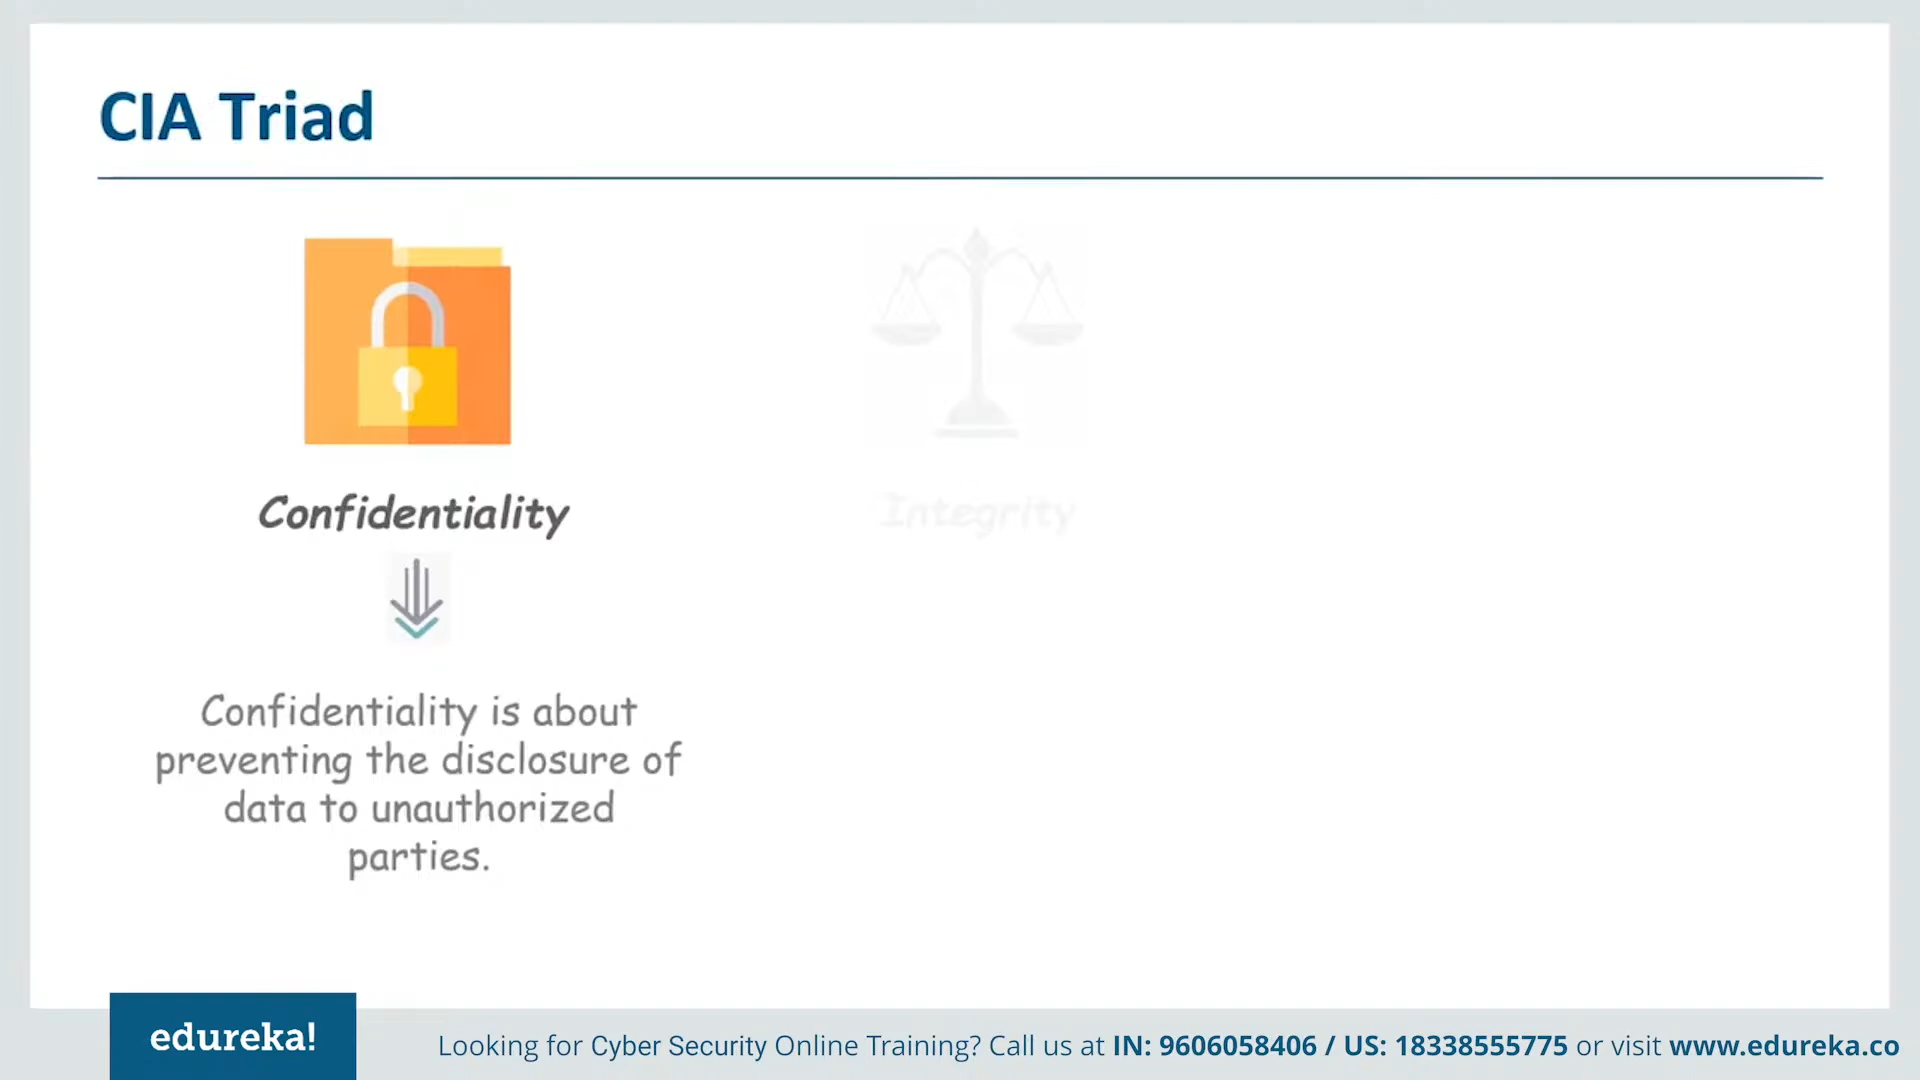 CIA Triad
Confidentiality
Integrity
Confidentiality is about
preventing the disclosure of
data to unauthorized
parties.
edureka!
Looking for Cyber Security Online Training? Call us at IN: 9606058406 / US: 18338555775 or visit www.edureka.co